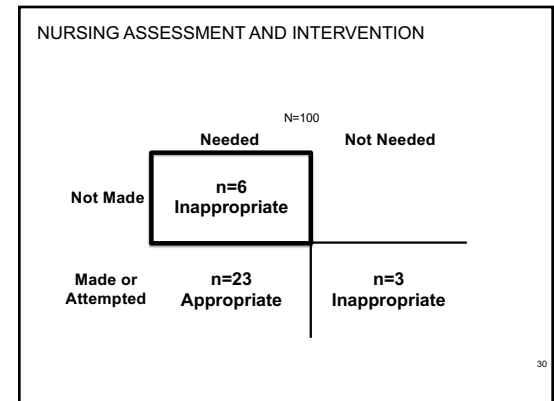 NURSING ASSESSMENT AND INTERVENTION
N=100
Needed
Not Needed
Not Made
n=6
Inappropriate
Made or
Attempted
n=23
Appropriate
n=3
Inappropriate
30